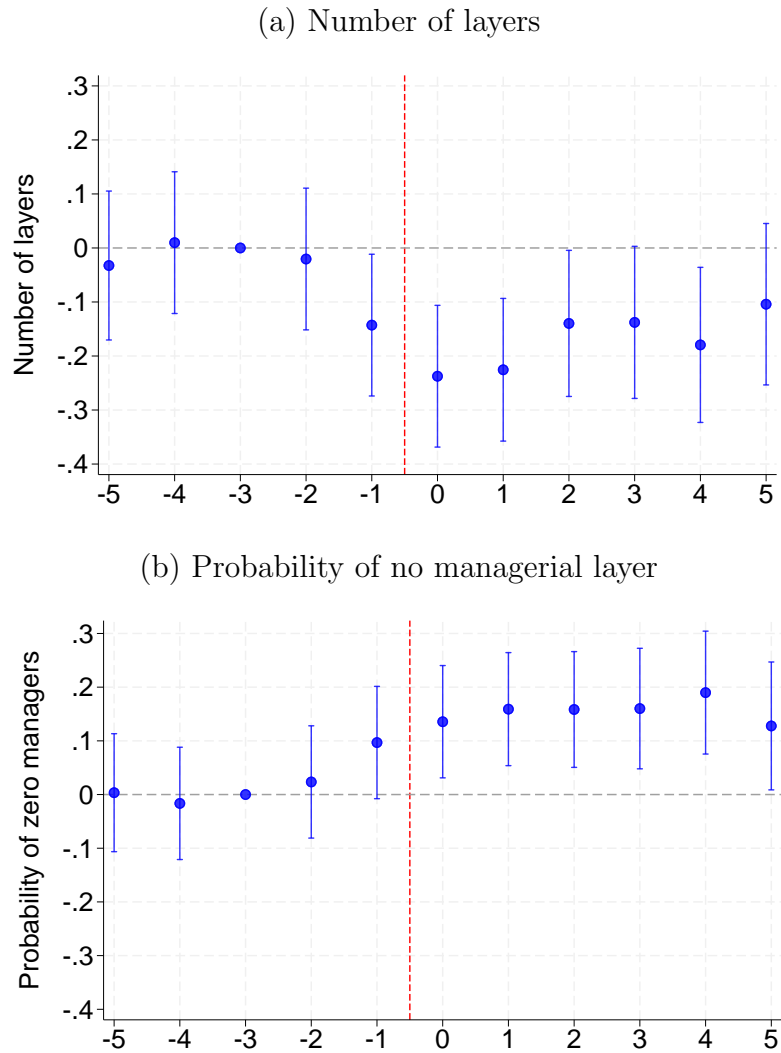 (a) Number of layers
Number of layers
.3
.2
.1
0
-.1
-.2
-.3
-.4
-5 -4 -3 -2 -1 0 1 2 3 4 5
(b) Probability of no managerial layer
Probability of zero managers
.3
.2
.1
0
-.1
-.2
-.3
-.4
-5 -4 -3 -2 -1 0 1 2 3 4 5